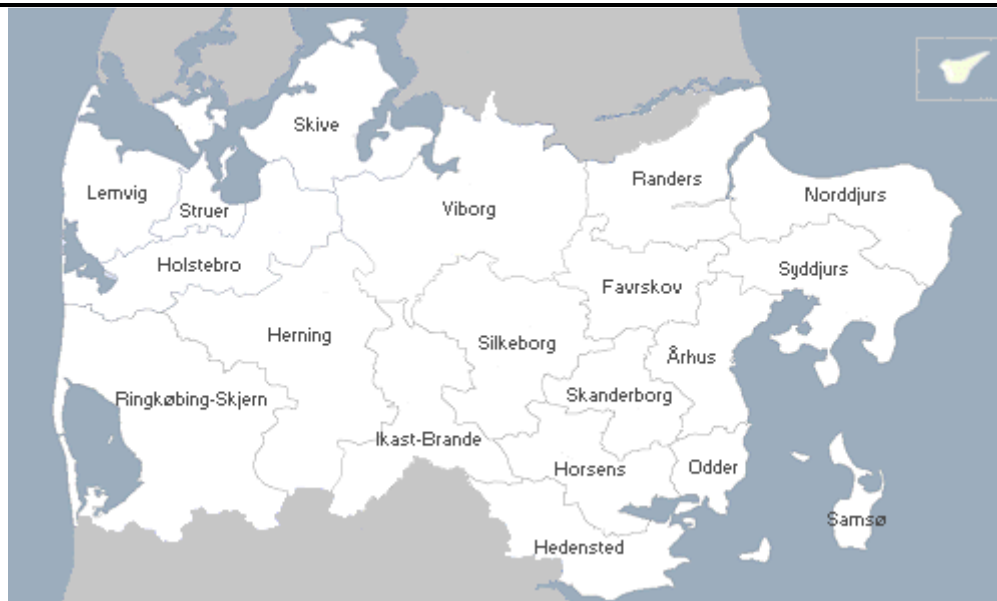 Skive
Randers
Lemvig
Norddjurs
Struer
Viborg
Holstebro
Syddjurs
Favrskov
Herning
Silkeborg
Århus
Ringkøbing-Skjern
Skanderborg
Ikast-Brande
Horsens
Odder
Samsø
Hedensted